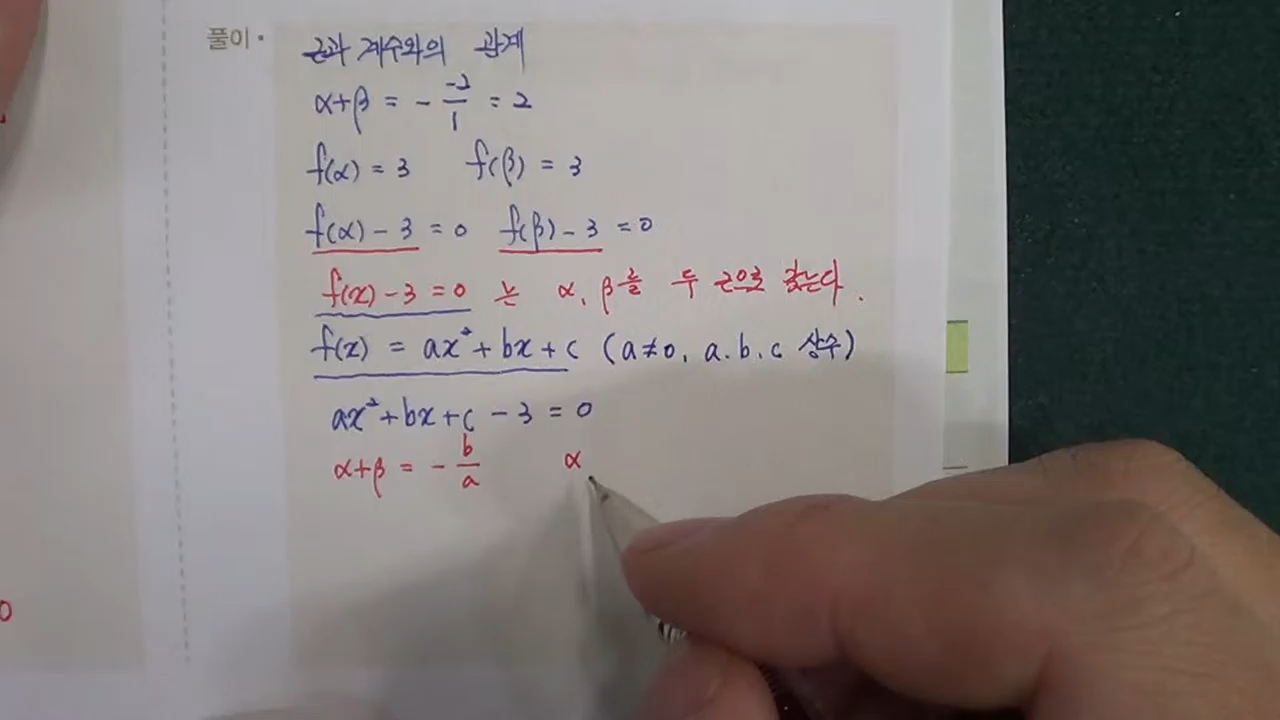 풀이 •
근과 계수와의 관계
α+β = - -2/1 = 2
f(α) = 3 f(β) = 3
f(α) - 3 = 0 f(β) - 3 = 0
f(x) - 3 = 0 는 α, β를 두 근으로 갖는다.
f(x) = ax² + bx + c (a≠0, a. b. c 상수)
ax² + bx + c - 3 = 0
α+β = - b/a α
0